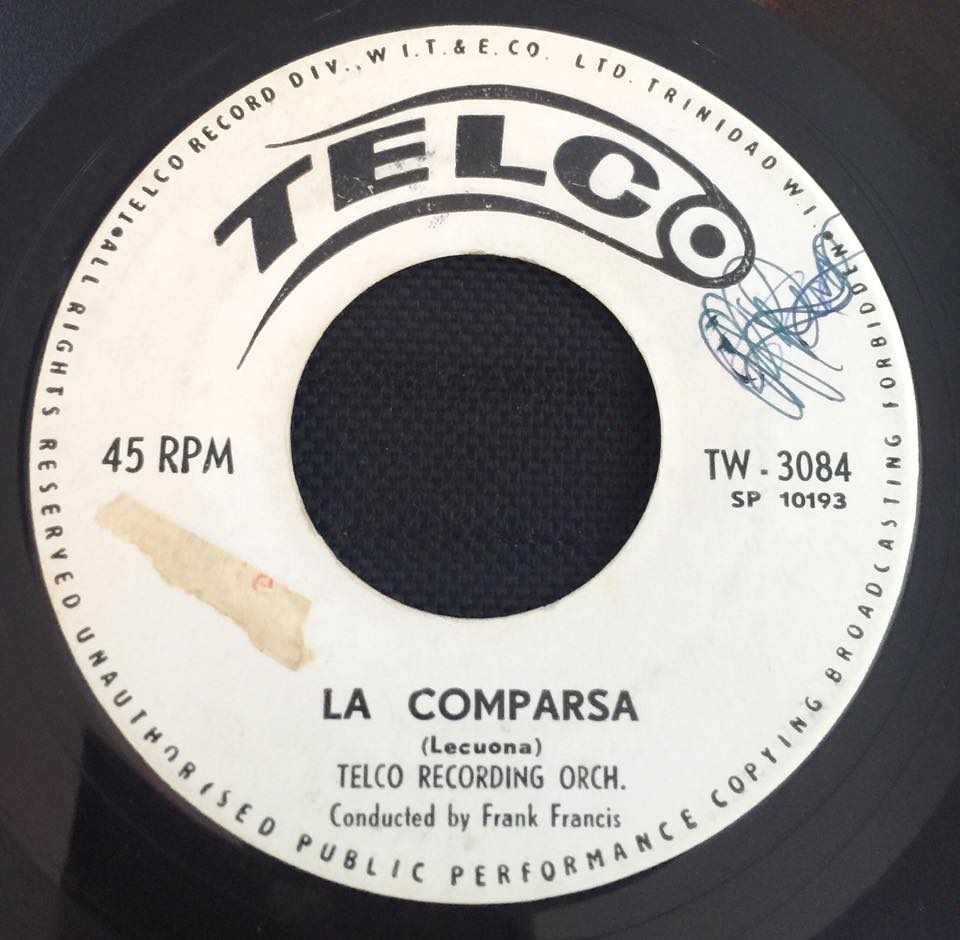 TELCO RECORD DIV., W I.T. & E. CO. LTD. TRINIDAD W.I.
TELCO
45 RPM
TW - 3084
SP 10193
e
LA COMPARSA
(Lecuona)
TELCO RECORDING ORCH.
Conducted by Frank Francis
ALL RIGHTS RESERVED UNAUTHORISED PUBLIC PERFORMANCE COPYING BROADCASTING FORBIDDEN